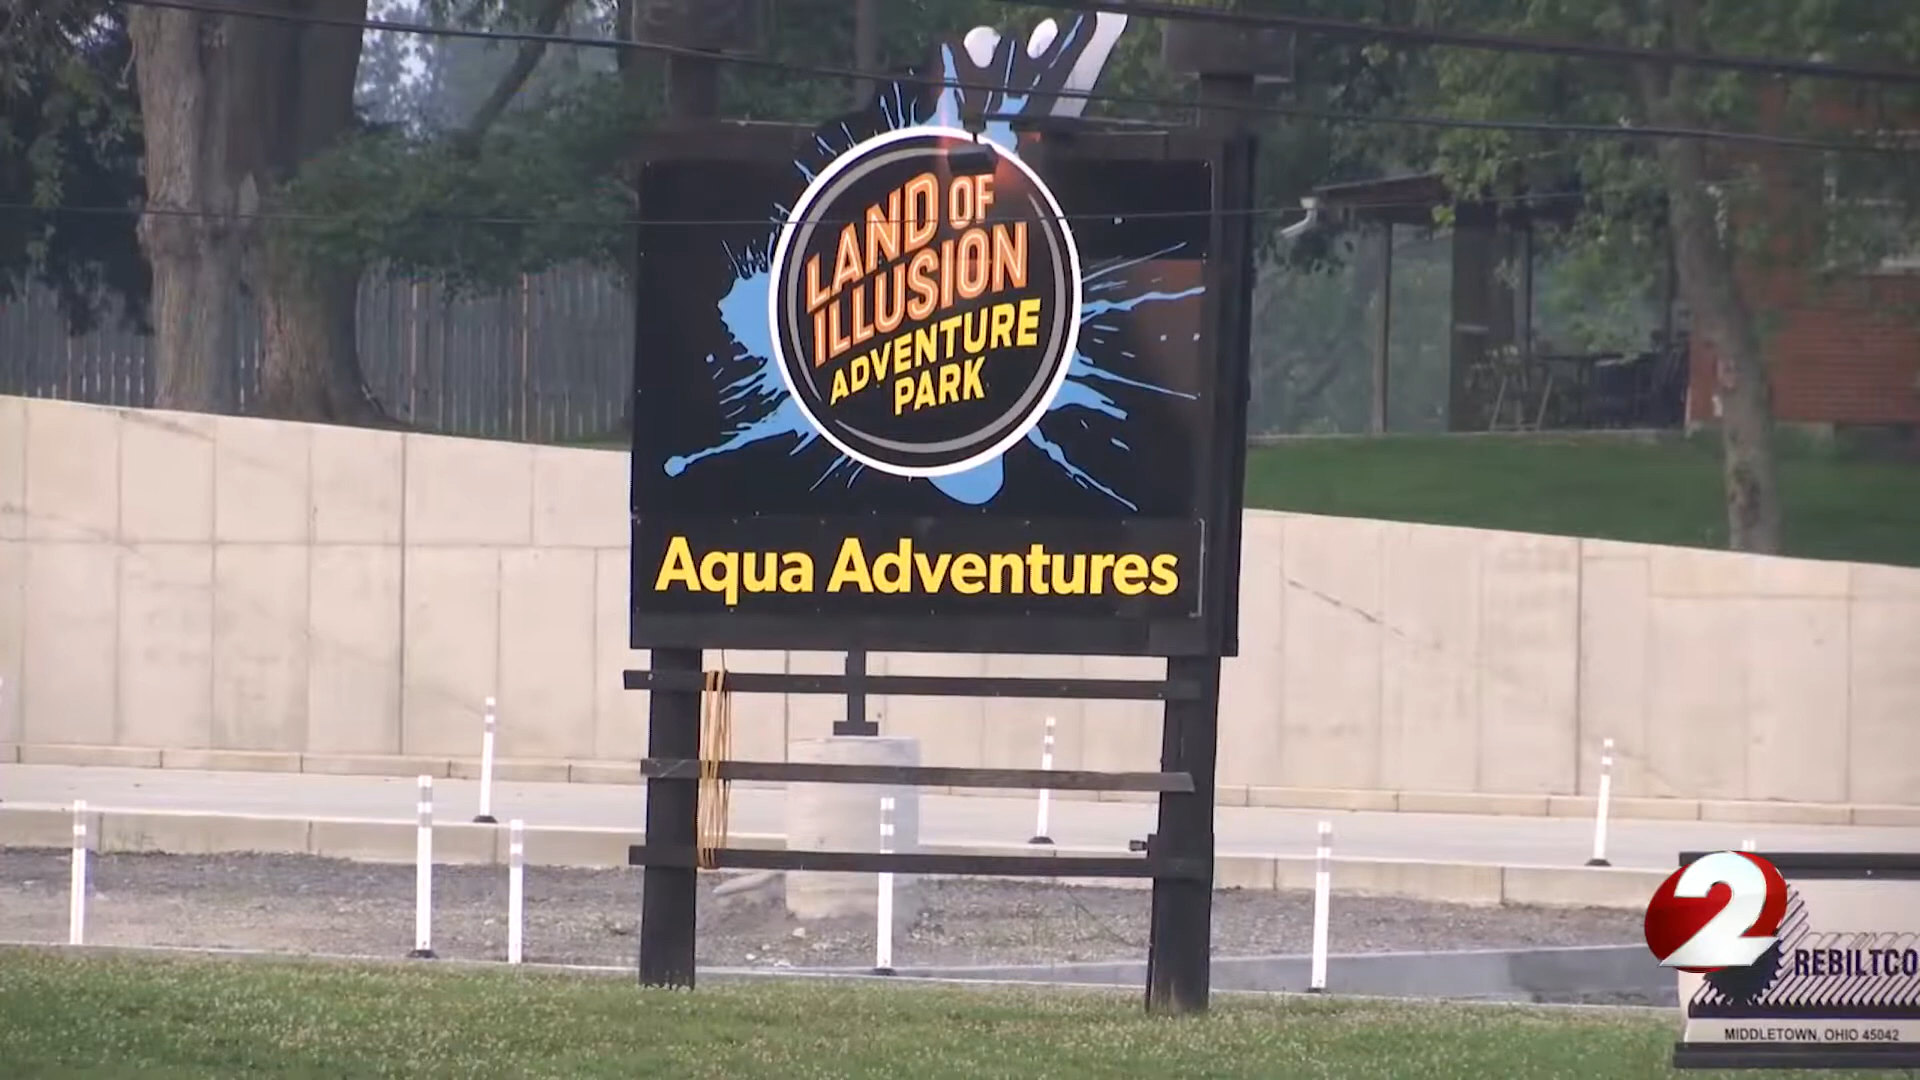 LAND OF
ILLUSION
ADVENTURE
PARK
Aqua Adventures
2
REBILTCO
MIDDLETOWN, OHIO 45042